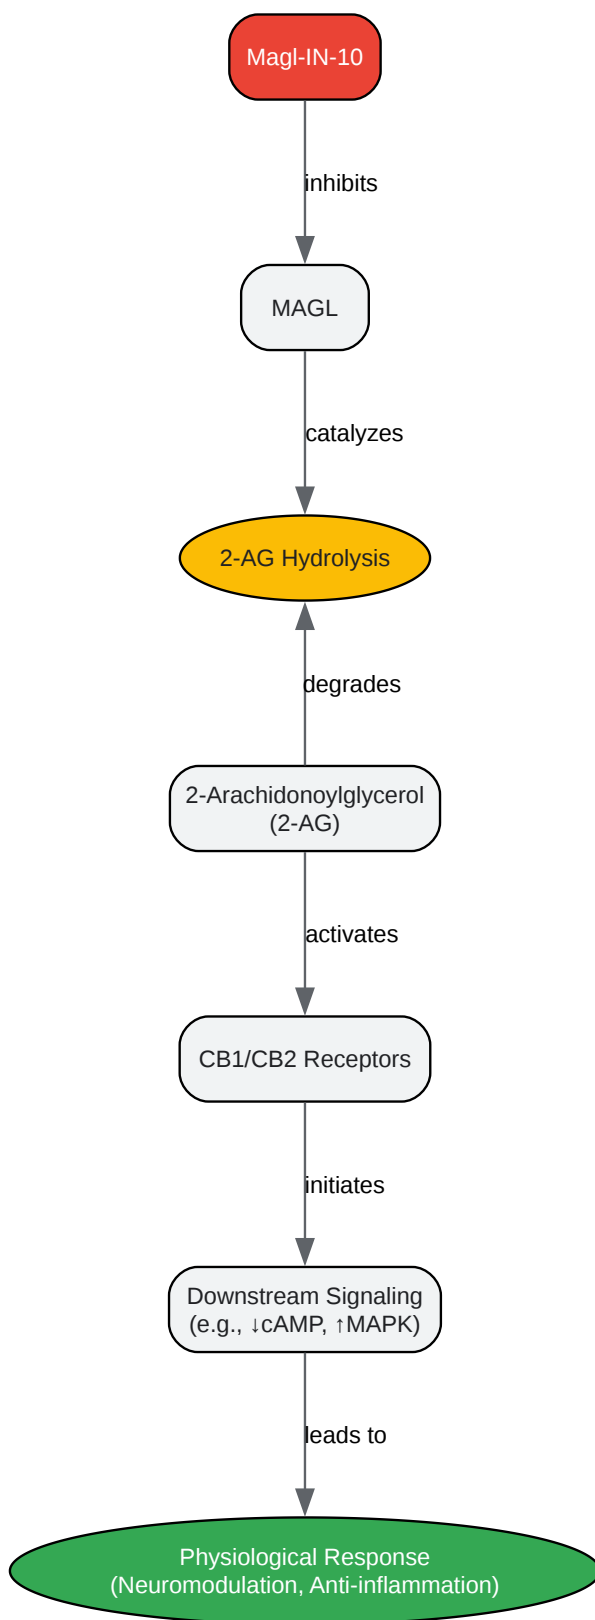 Magl-IN-10
inhibits
MAGL
catalyzes
2-AG Hydrolysis
degrades
2-Arachidonoylglycerol
(2-AG)
activates
CB1/CB2 Receptors
initiates
Downstream Signaling
(e.g., ↓cAMP, ↑MAPK)
leads to
Physiological Response
(Neuromodulation, Anti-inflammation)